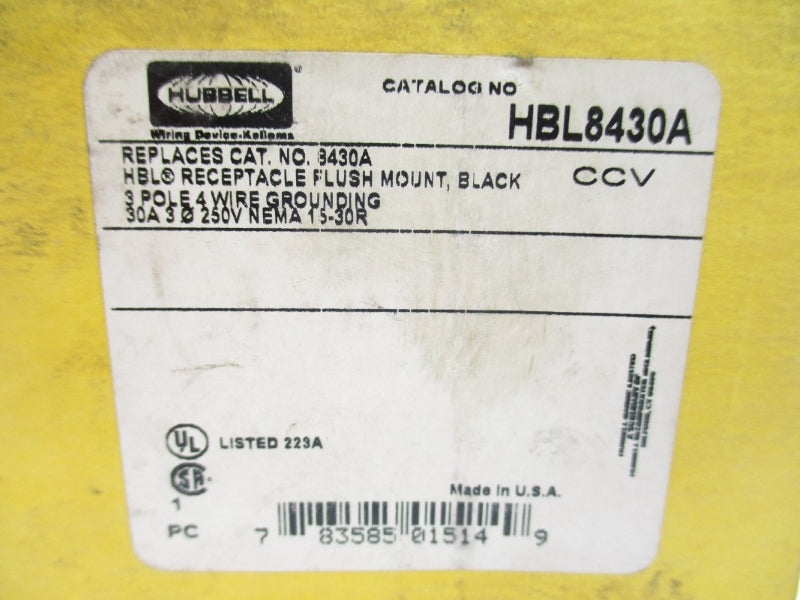 HUBBELL
®
Wiring Device-Kellems
CATALOG NO
HBL8430A
REPLACES CAT. NO. 8430A
HBL® RECEPTACLE FLUSH MOUNT, BLACK
CCV
3 POLE 4 WIRE GROUNDING
30A 3 Ø 250V NEMA 15-30R
UL
LISTED 223A
SA
1
PC
Made in U.S.A.
7 83585 01514 9